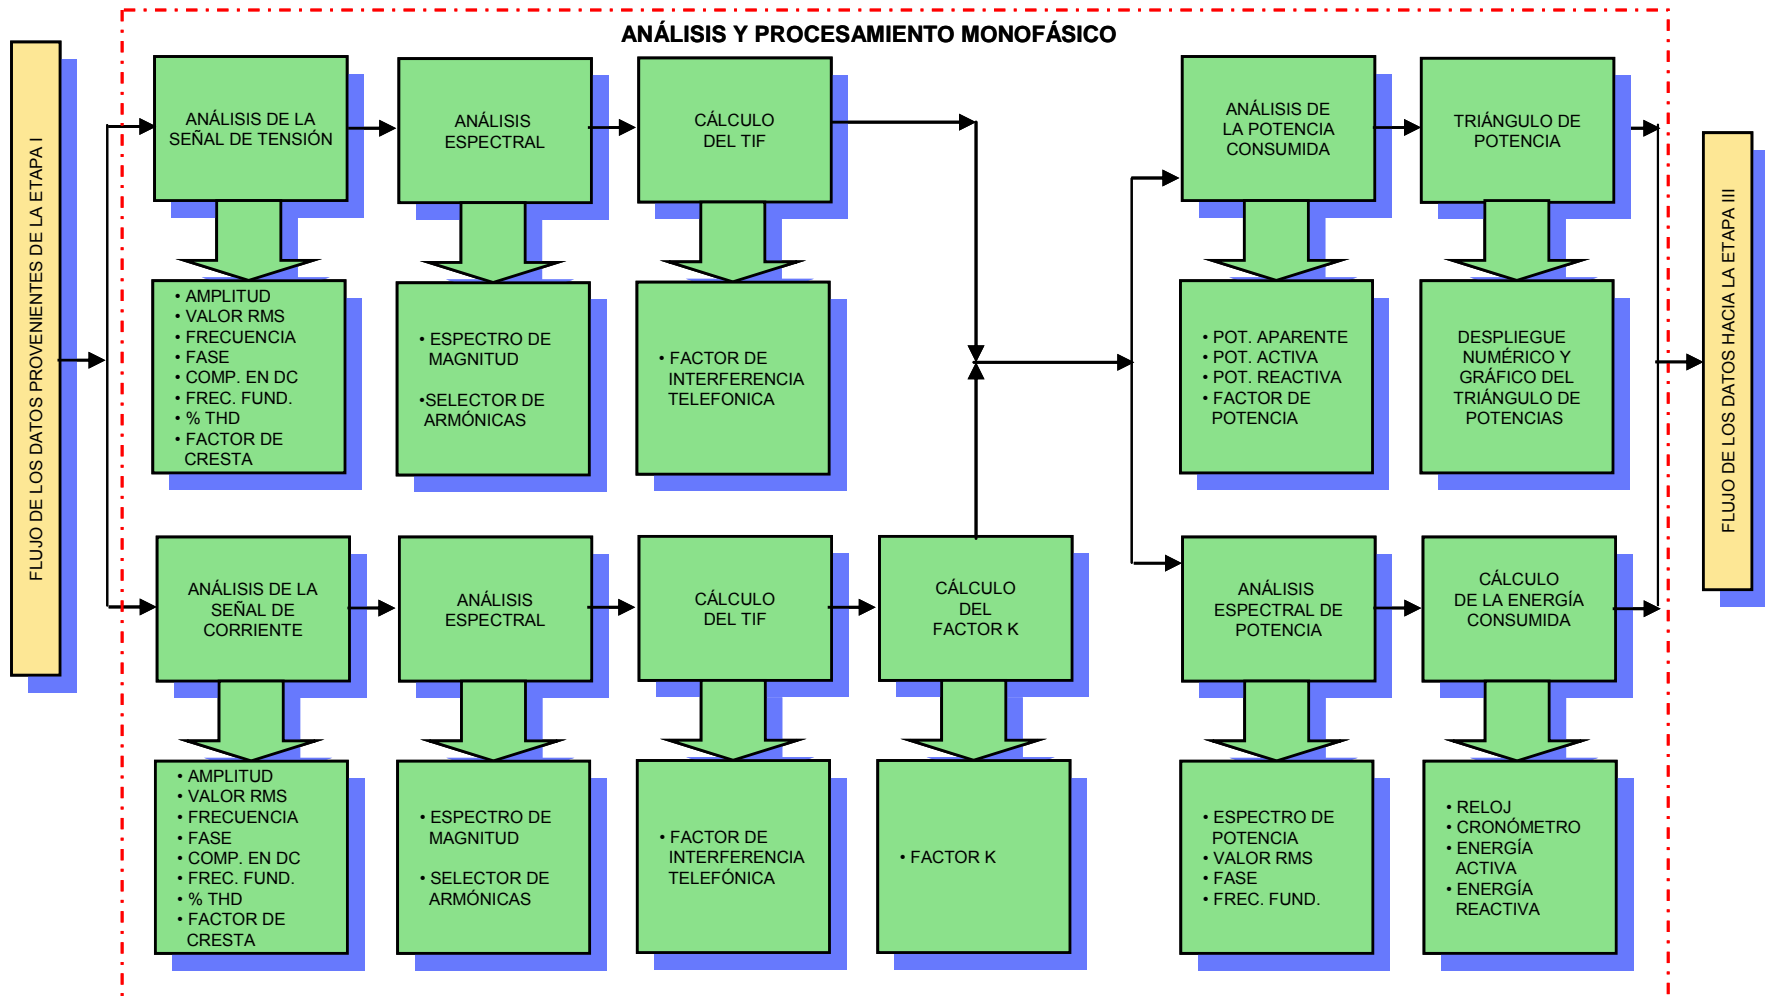 ANÁLISIS Y PROCESAMIENTO MONOFÁSICO
FLUJO DE LOS DATOS PROVENIENTES DE LA ETAPA I
ANÁLISIS DE LA
SEÑAL DE TENSIÓN
ANÁLISIS
ESPECTRAL
CÁLCULO
DEL TIF
ANÁLISIS DE
LA POTENCIA
CONSUMIDA
TRIÁNGULO DE
POTENCIA
• AMPLITUD
• VALOR RMS
• FRECUENCIA
• FASE
• COMP. EN DC
• FREC. FUND.
• % THD
• FACTOR DE
CRESTA
• ESPECTRO DE
MAGNITUD
•SELECTOR DE
ARMÓNICAS
• FACTOR DE
INTERFERENCIA
TELEFONICA
• POT. APARENTE
• POT. ACTIVA
• POT. REACTIVA
• FACTOR DE
POTENCIA
DESPLIEGUE
NUMÉRICO Y
GRÁFICO DEL
TRIÁNGULO DE
POTENCIAS
ANÁLISIS DE LA
SEÑAL DE
CORRIENTE
ANÁLISIS
ESPECTRAL
CÁLCULO
DEL TIF
CÁLCULO
DEL
FACTOR K
ANÁLISIS
ESPECTRAL DE
POTENCIA
CÁLCULO
DE LA ENERGÍA
CONSUMIDA
• AMPLITUD
• VALOR RMS
• FRECUENCIA
• FASE
• COMP. EN DC
• FREC. FUND.
• % THD
• FACTOR DE
CRESTA
• ESPECTRO DE
MAGNITUD
• SELECTOR DE
ARMÓNICAS
• FACTOR DE
INTERFERENCIA
TELEFÓNICA
• FACTOR K
• ESPECTRO DE
POTENCIA
• VALOR RMS
• FASE
• FREC. FUND.
• RELOJ
• CRONÓMETRO
• ENERGÍA
ACTIVA
• ENERGÍA
REACTIVA
FLUJO DE LOS DATOS HACIA LA ETAPA III